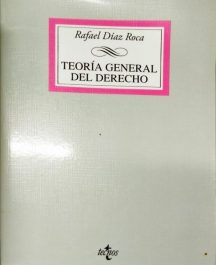 Rafael Díaz Roca
TEORÍA GENERAL
DEL DERECHO
tecnos